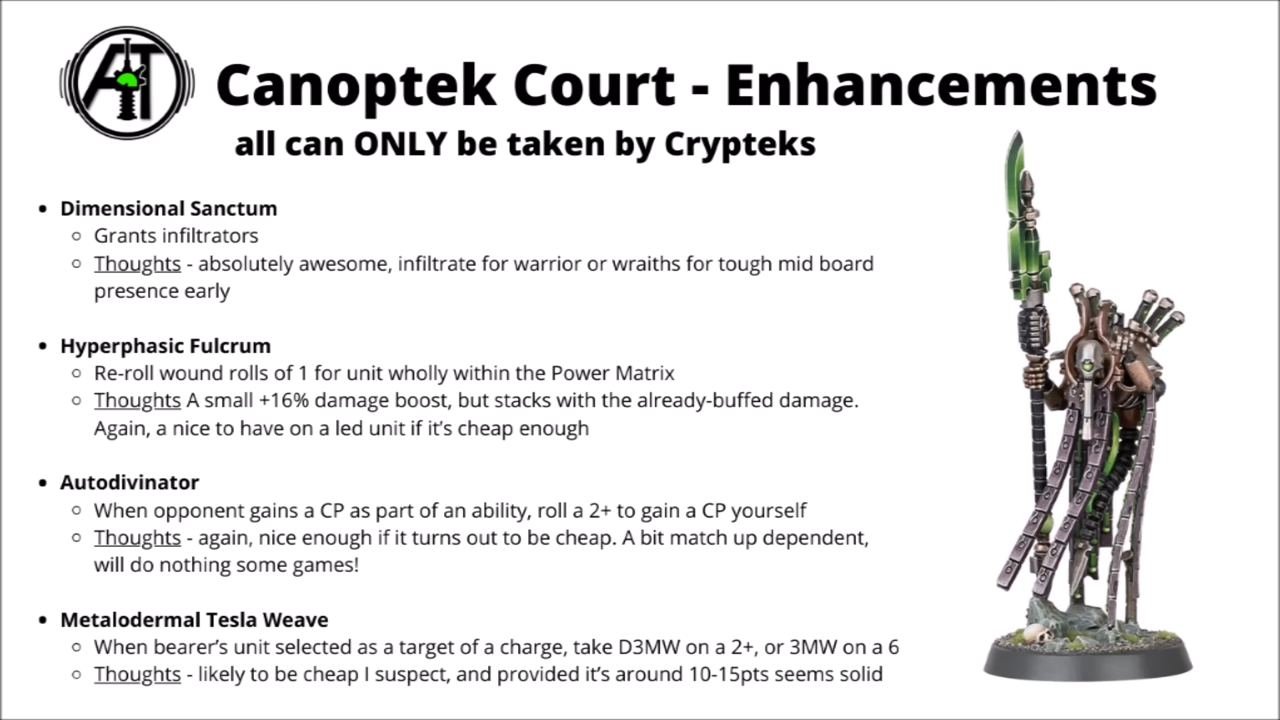 AT
Canoptek Court - Enhancements
all can ONLY be taken by Crypteks
• Dimensional Sanctum
○ Grants infiltrators
○ Thoughts - absolutely awesome, infiltrate for warrior or wraiths for tough mid board
presence early
• Hyperphasic Fulcrum
○ Re-roll wound rolls of 1 for unit wholly within the Power Matrix
○ Thoughts A small +16% damage boost, but stacks with the already-buffed damage.
Again, a nice to have on a led unit if it's cheap enough
• Autodivinator
○ When opponent gains a CP as part of an ability, roll a 2+ to gain a CP yourself
○ Thoughts - again, nice enough if it turns out to be cheap. A bit match up dependent,
will do nothing some games!
• Metalodermal Tesla Weave
○ When bearer's unit selected as a target of a charge, take D3MW on a 2+, or 3MW on a 6
○ Thoughts - likely to be cheap I suspect, and provided it's around 10-15pts seems solid